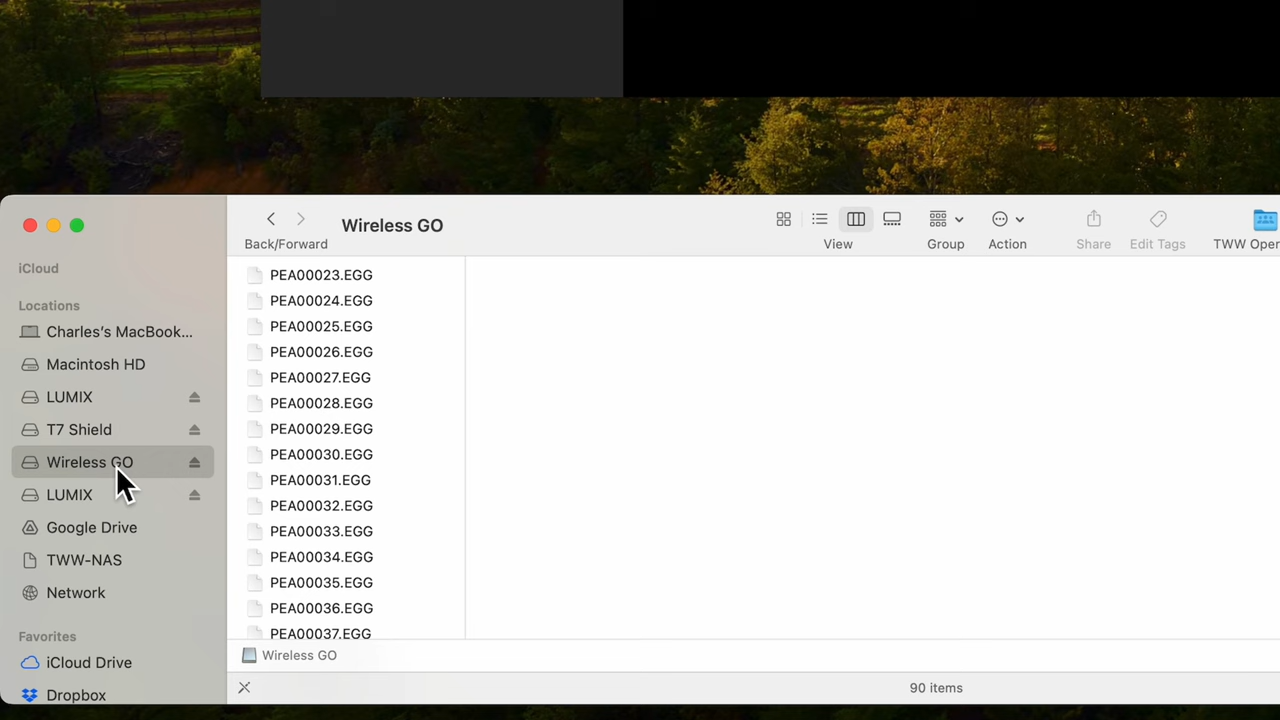 Wireless GO
Back/Forward
View
Group
Action
Share
Edit Tags
TWW Oper
iCloud
Locations
Charles's MacBook...
Macintosh HD
LUMIX
T7 Shield
Wireless GO
LUMIX
Google Drive
TWW-NAS
Network
Favorites
iCloud Drive
Dropbox
PEA00023.EGG
PEA00024.EGG
PEA00025.EGG
PEA00026.EGG
PEA00027.EGG
PEA00028.EGG
PEA00029.EGG
PEA00030.EGG
PEA00031.EGG
PEA00032.EGG
PEA00033.EGG
PEA00034.EGG
PEA00035.EGG
PEA00036.EGG
PEA00037.EGG
Wireless GO
90 items